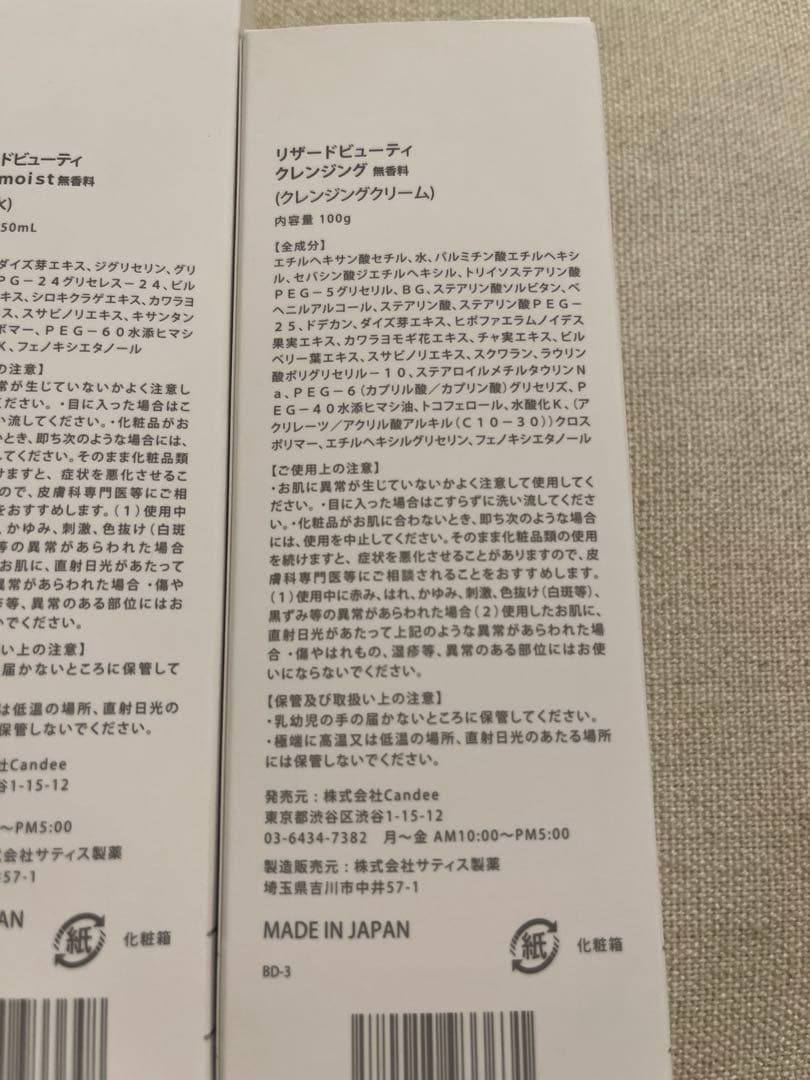 ドビューティ
moist無香料
水)
50mL
ダイズ芽エキス、ジグリセリン、グリ
PG－24グリセレス－24、ビル
キス、シロキクラゲエキス、カワラヨ
ス、スサビノリエキス、キサンタン
ボマー、PEG－60水添ヒマシ
K、フェノキシエタノール
の注意】
常が生じていないかよく注意し
ください。・目に入った場合はこ
い流してください。・化粧品がお
いとき、即ち次のような場合には、
してください。そのまま化粧品類
けますと、症状を悪化させるこ
ので、皮膚科専門医等にご相
をおすすめします。（1）使用中
、かゆみ、刺激、色抜け（白斑
等の異常があらわれた場合
お肌に、直射日光があたって
異常があらわれた場合 ・傷や
疹等、異常のある部位にはお
いでください。
い上の注意】
届かないところに保管して
は低温の場所、直射日光の
保管しないでください。
社Candee
谷1-15-12
～PM5:00
会社サティス製薬
57-1
AN
紙 化粧箱
リザードビューティ
クレンジング 無香料
(クレンジングクリーム)
内容量 100g
【全成分】
エチルヘキサン酸セチル、水、パルミチン酸エチルヘキシ
ル、セバシン酸ジエチルヘキシル、トリイソステアリン酸
PEG－5グリセリル、BG、ステアリン酸ソルビタン、ベ
ヘニルアルコール、ステアリン酸、ステアリン酸PEG－
25、ドデカン、ダイズ芽エキス、ヒポファエラムノイデス
果実エキス、カワラヨモギ花エキス、チャ実エキス、ビル
ベリー葉エキス、スサビノリエキス、スクワラン、ラウリン
酸ポリグリセリル－10、ステアロイルメチルタウリンN
a、PEG－6（カプリル酸／カプリン酸）グリセリズ、P
EG－40水添ヒマシ油、トコフェロール、水酸化K、（ア
クリレーツ／アクリル酸アルキル（C10－30））クロス
ポリマー、エチルヘキシルグリセリン、フェノキシエタノール
【ご使用上の注意】
・お肌に異常が生じていないかよく注意して使用してく
ださい。・目に入った場合はこすらずに洗い流してくださ
い。・化粧品がお肌に合わないとき、即ち次のような場合
には、使用を中止してください。そのまま化粧品類の使用
を続けますと、症状を悪化させることがありますので、皮
膚科専門医等にご相談されることをおすすめします。
（1）使用中に赤み、はれ、かゆみ、刺激、色抜け（白斑等）、
黒ずみ等の異常があらわれた場合（2）使用したお肌に、
直射日光があたって上記のような異常があらわれた場
合 ・傷やはれもの、湿疹等、異常のある部位にはお使
いにならないでください。
【保管及び取扱い上の注意】
・乳幼児の手の届かないところに保管してください。
・極端に高温又は低温の場所、直射日光のあたる場所
には保管しないでください。
発売元：株式会社Candee
東京都渋谷区渋谷1-15-12
03-6434-7382 月～金 AM10:00～PM5:00
製造販売元：株式会社サティス製薬
埼玉県吉川市中井57-1
MADE IN JAPAN
紙 化粧箱
BD-3